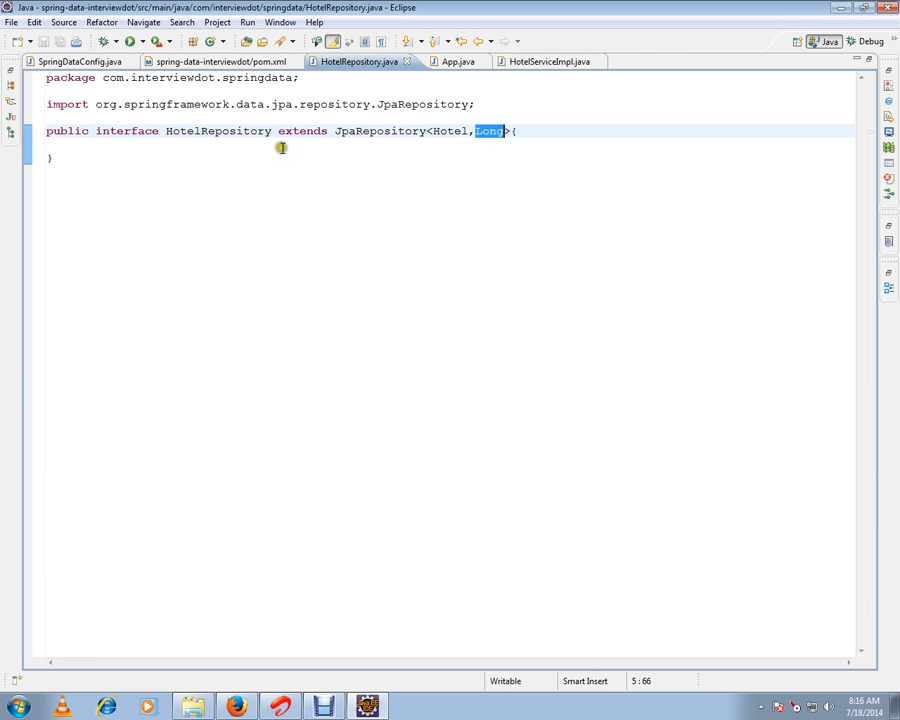 Java - spring-data-interviewdot/src/main/java/com/interviewdot/springdata/HotelRepository.java - Eclipse
File Edit Source Refactor Navigate Search Project Run Window Help
Java Debug
SpringDataConfig.java spring-data-interviewdot/pom.xml HotelRepository.java App.java HotelServiceImpl.java
package com.interviewdot.springdata;
import org.springframework.data.jpa.repository.JpaRepository;
public interface HotelRepository extends JpaRepository<Hotel,Long>{
}
Writable Smart Insert 5 : 66
8:16 AM
7/18/2014